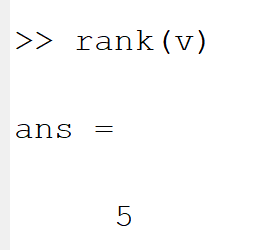 >> rank(v)
ans =
5